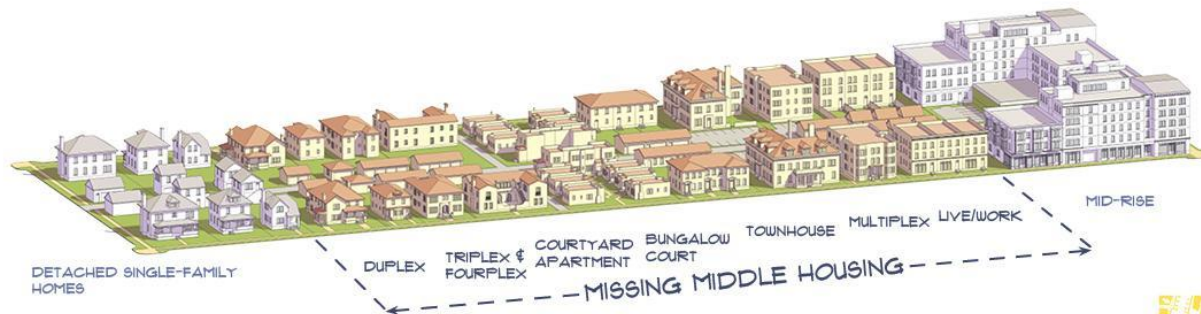 DETACHED SINGLE-FAMILY
HOMES
DUPLEX
TRIPLEX &
FOURPLEX
COURTYARD
APARTMENT
BUNGALOW
COURT
TOWNHOUSE
MULTIPLEX
LIVE/WORK
MID-RISE
MISSING MIDDLE HOUSING